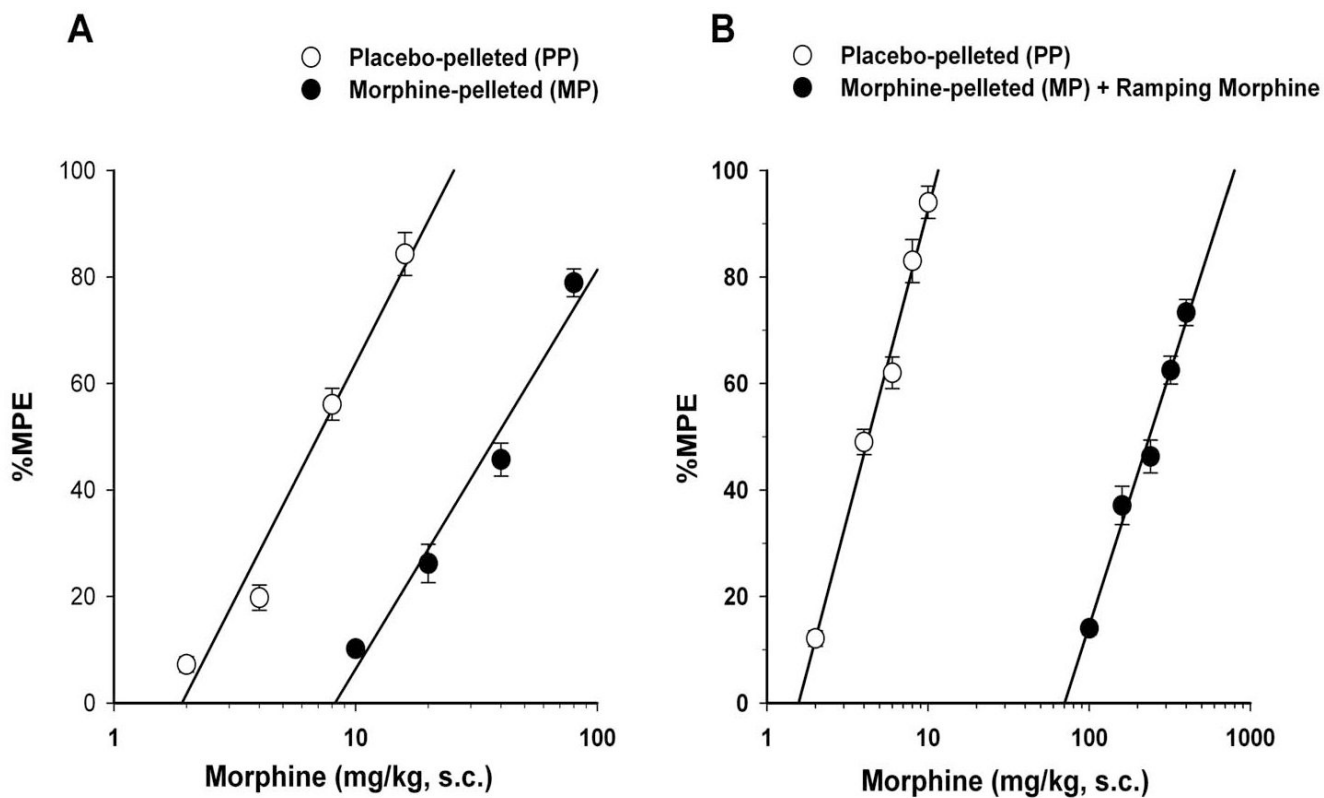 A
Placebo-pelleted (PP)
Morphine-pelleted (MP)
100
80
60
40
20
0
%MPE
1
10
100
Morphine (mg/kg, s.c.)
B
Placebo-pelleted (PP)
Morphine-pelleted (MP) + Ramping Morphine
100
80
60
40
20
0
%MPE
1
10
100
1000
Morphine (mg/kg, s.c.)